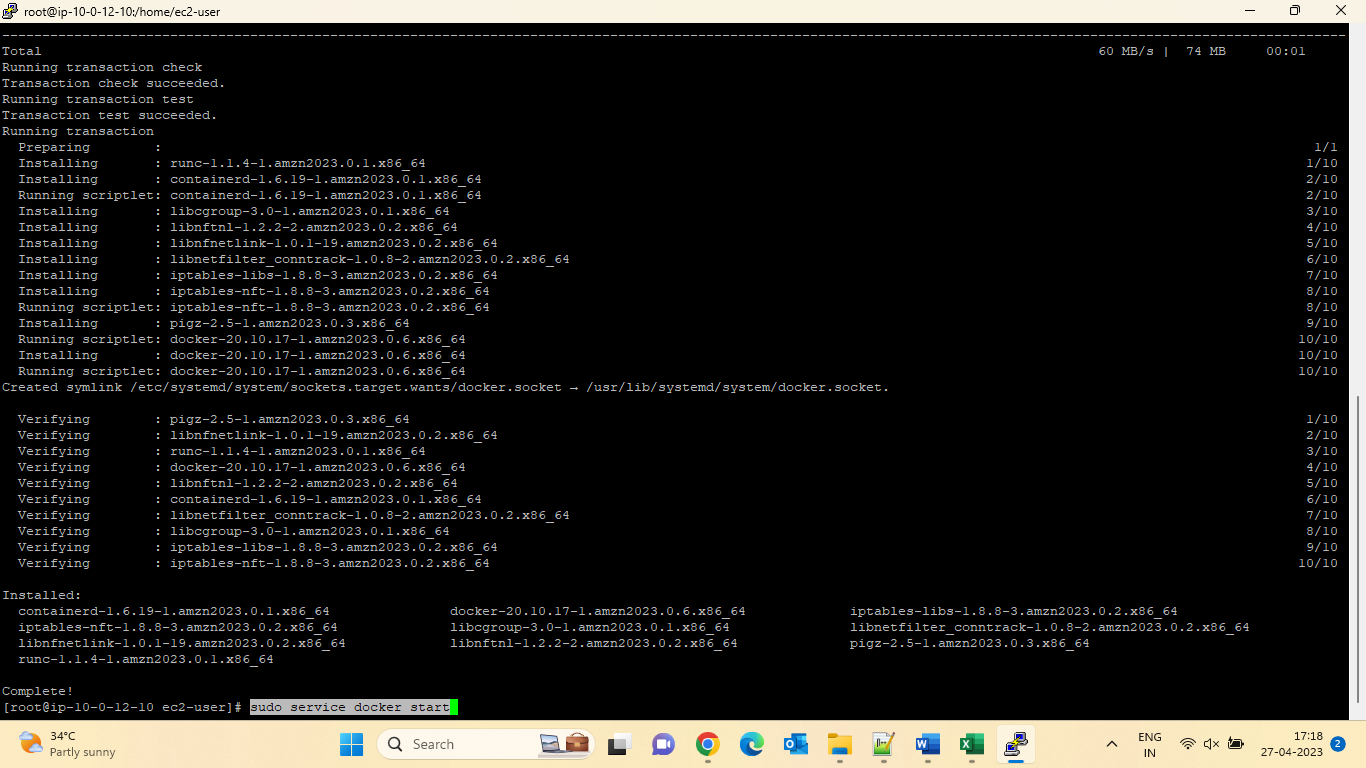 root@ip-10-0-12-10:/home/ec2-user
--------------------------------------------------------------------------------
Total 60 MB/s | 74 MB 00:01
Running transaction check
Transaction check succeeded.
Running transaction test
Transaction test succeeded.
Running transaction
Preparing : 1/1
Installing : runc-1.1.4-1.amzn2023.0.1.x86_64 1/10
Installing : containerd-1.6.19-1.amzn2023.0.1.x86_64 2/10
Running scriptlet: containerd-1.6.19-1.amzn2023.0.1.x86_64 2/10
Installing : libcgroup-3.0-1.amzn2023.0.1.x86_64 3/10
Installing : libnftnl-1.2.2-2.amzn2023.0.2.x86_64 4/10
Installing : libnfnetlink-1.0.1-19.amzn2023.0.2.x86_64 5/10
Installing : libnetfilter_conntrack-1.0.8-2.amzn2023.0.2.x86_64 6/10
Installing : iptables-libs-1.8.8-3.amzn2023.0.2.x86_64 7/10
Installing : iptables-nft-1.8.8-3.amzn2023.0.2.x86_64 8/10
Running scriptlet: iptables-nft-1.8.8-3.amzn2023.0.2.x86_64 8/10
Installing : pigz-2.5-1.amzn2023.0.3.x86_64 9/10
Running scriptlet: docker-20.10.17-1.amzn2023.0.6.x86_64 10/10
Installing : docker-20.10.17-1.amzn2023.0.6.x86_64 10/10
Running scriptlet: docker-20.10.17-1.amzn2023.0.6.x86_64 10/10
Created symlink /etc/systemd/system/sockets.target.wants/docker.socket → /usr/lib/systemd/system/docker.socket.
Verifying : pigz-2.5-1.amzn2023.0.3.x86_64 1/10
Verifying : libnfnetlink-1.0.1-19.amzn2023.0.2.x86_64 2/10
Verifying : runc-1.1.4-1.amzn2023.0.1.x86_64 3/10
Verifying : docker-20.10.17-1.amzn2023.0.6.x86_64 4/10
Verifying : libnftnl-1.2.2-2.amzn2023.0.2.x86_64 5/10
Verifying : containerd-1.6.19-1.amzn2023.0.1.x86_64 6/10
Verifying : libnetfilter_conntrack-1.0.8-2.amzn2023.0.2.x86_64 7/10
Verifying : libcgroup-3.0-1.amzn2023.0.1.x86_64 8/10
Verifying : iptables-libs-1.8.8-3.amzn2023.0.2.x86_64 9/10
Verifying : iptables-nft-1.8.8-3.amzn2023.0.2.x86_64 10/10
Installed:
containerd-1.6.19-1.amzn2023.0.1.x86_64 docker-20.10.17-1.amzn2023.0.6.x86_64 iptables-libs-1.8.8-3.amzn2023.0.2.x86_64
iptables-nft-1.8.8-3.amzn2023.0.2.x86_64 libcgroup-3.0-1.amzn2023.0.1.x86_64 libnetfilter_conntrack-1.0.8-2.amzn2023.0.2.x86_64
libnfnetlink-1.0.1-19.amzn2023.0.2.x86_64 libnftnl-1.2.2-2.amzn2023.0.2.x86_64 pigz-2.5-1.amzn2023.0.3.x86_64
runc-1.1.4-1.amzn2023.0.1.x86_64
Complete!
[root@ip-10-0-12-10 ec2-user]# sudo service docker start
34°C
Partly sunny
Search
ENG
IN
17:18
27-04-2023
2